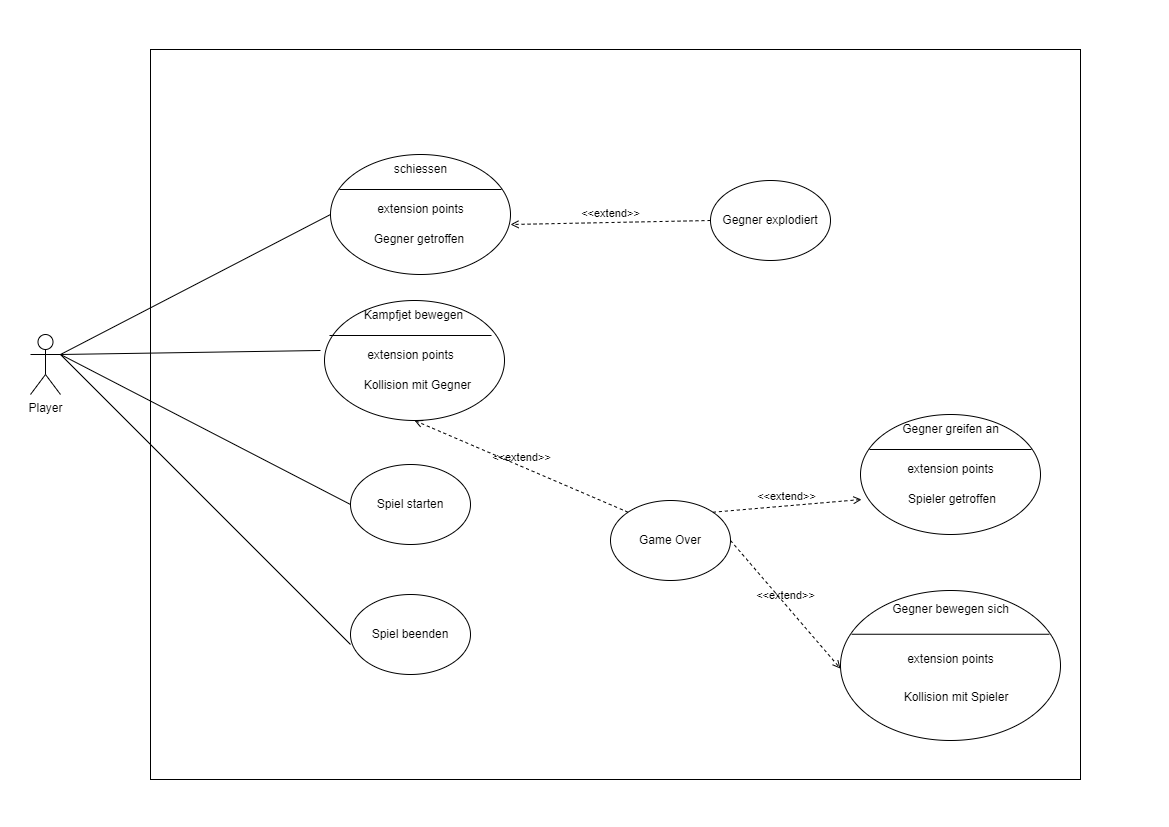 schiessen
extension points
Gegner getroffen
<<extend>>
Gegner explodiert
Kampfjet bewegen
extension points
Kollision mit Gegner
Player
<<extend>>
Gegner greifen an
extension points
Spieler getroffen
<<extend>>
Spiel starten
Game Over
<<extend>>
Gegner bewegen sich
extension points
Kollision mit Spieler
Spiel beenden